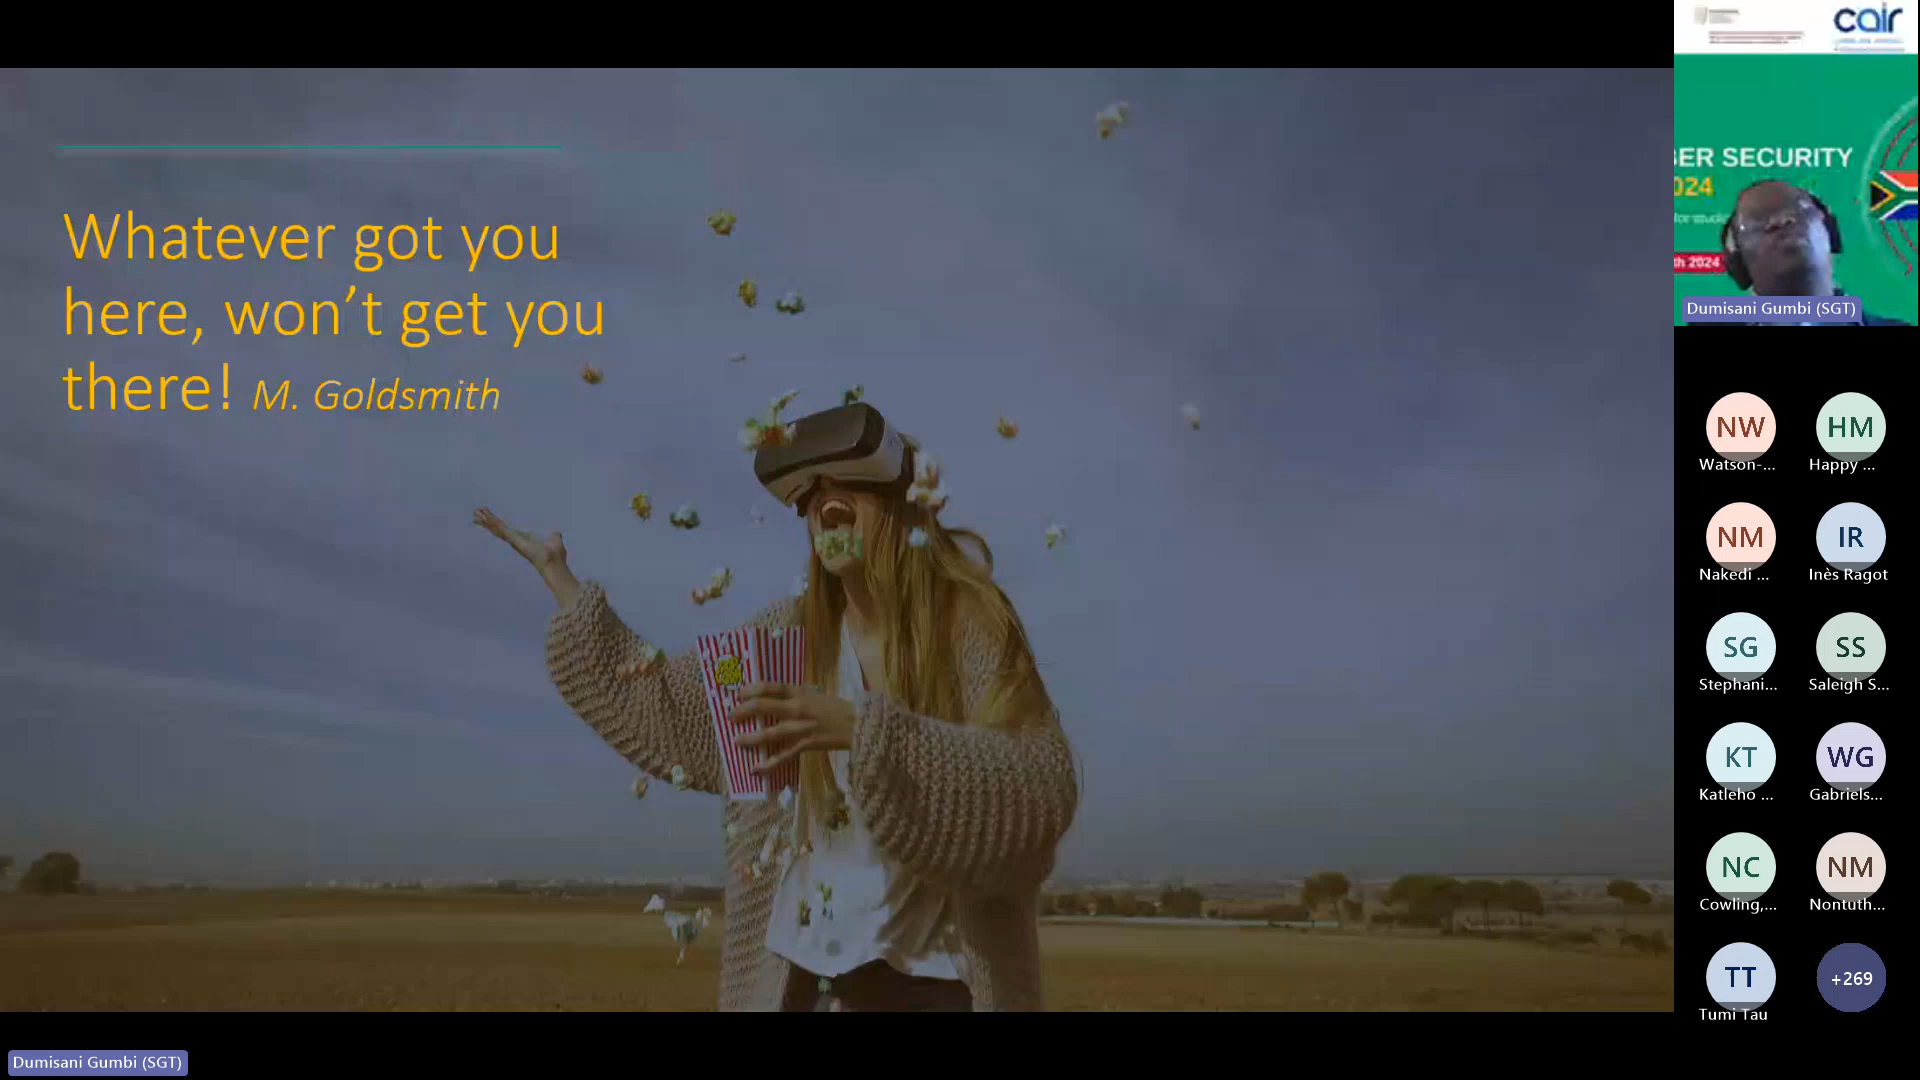 Whatever got you
here, won't get you
there! M. Goldsmith
cair
BER SECURITY
024
th 2024
Dumisani Gumbi (SGT)
NW
HM
Watson-...
Happy ...
NM
IR
Nakedi ...
Inès Ragot
SG
SS
Stephani...
Saleigh S...
KT
WG
Katleho ...
Gabriels...
NC
NM
Cowling,...
Nontuth...
TT
+269
Tumi Tau
Dumisani Gumbi (SGT)